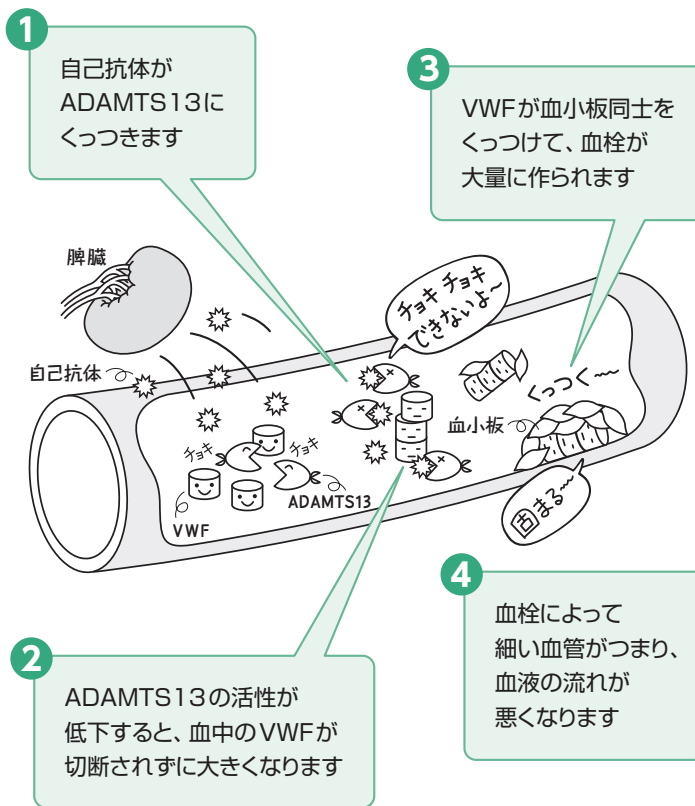 1
自己抗体が
ADAMTS13に
くっつきます
3
VWFが血小板同士を
くっつけて、血栓が
大量に作られます
脾臓
チョキ チョキ
できないよ〜
自己抗体
くっつく〜
血小板
チョキ
チョキ
ADAMTS13
VWF
固まる〜
4
血栓によって
細い血管がつまり、
血液の流れが
悪くなります
2
ADAMTS13の活性が
低下すると、血中のVWFが
切断されずに大きくなります